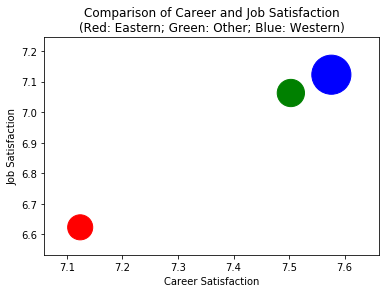 Comparison of Career and Job Satisfaction
(Red: Eastern; Green: Other; Blue: Western)
Job Satisfaction
7.2
7.1
7.0
6.9
6.8
6.7
6.6
7.1 7.2 7.3 7.4 7.5 7.6
Career Satisfaction